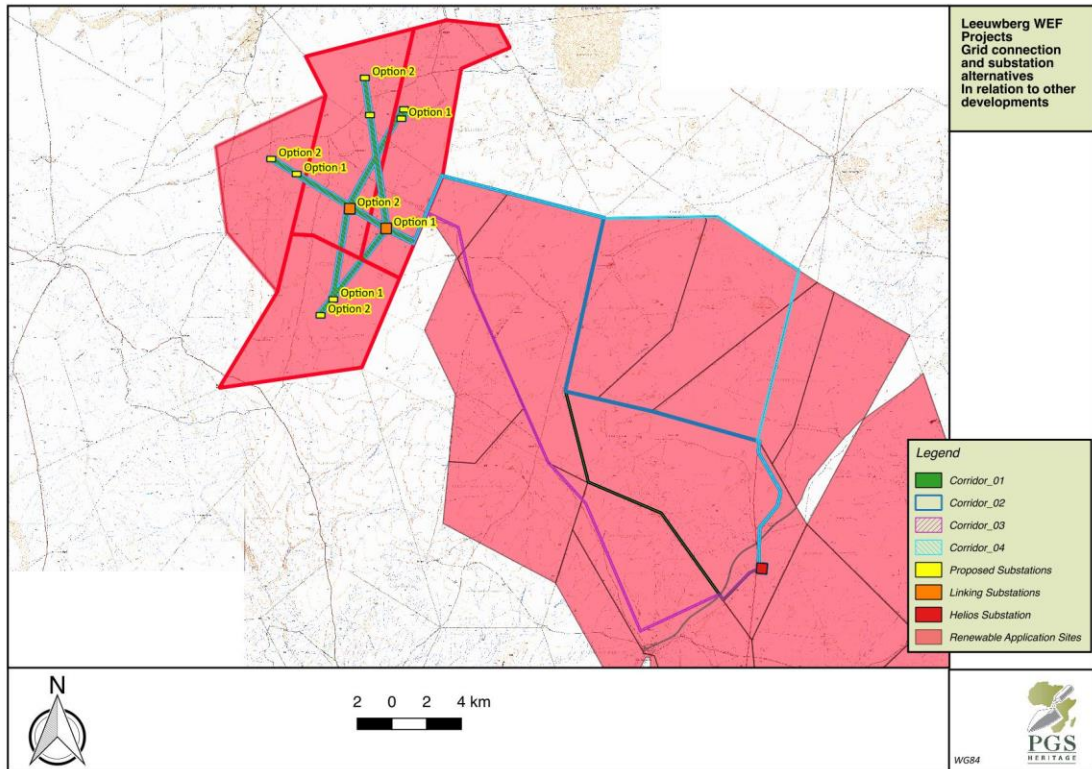 Leeuwberg WEF
Projects
Grid connection
and substation
alternatives
In relation to other
developments
Option 2
Option 1
Option 2
Option 1
Option 2
Option 1
Option 1
Option 2
Legend
Corridor_01
Corridor_02
Corridor_03
Corridor_04
Proposed Substations
Linking Substations
Helios Substation
Renewable Application Sites
N
2 0 2 4 km
WG84
PGS
HERITAGE